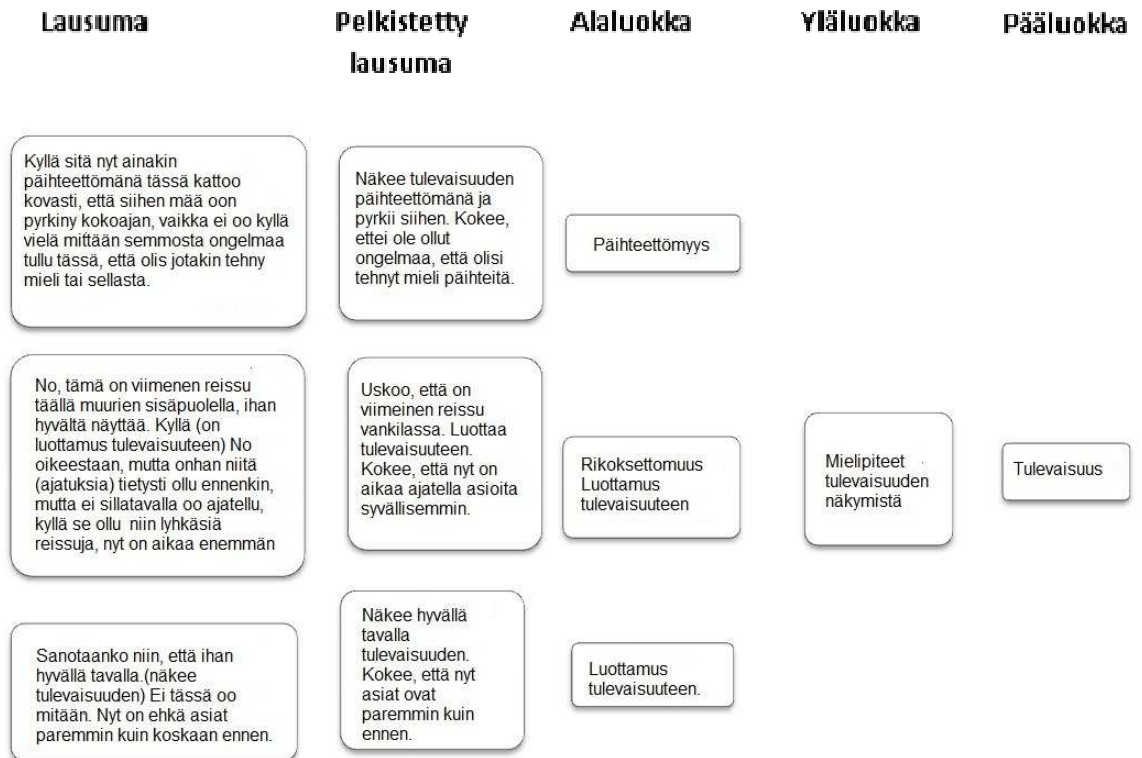 Lausuma
Pelkistetty
lausuma
Alaluokka
Yläluokka
Pääluokka
Kyllä sitä nyt ainakin
päihteettömänä tässä kattoo
kovasti, että siihen mää oon
pyrkiny kokoajan, vaikka ei oo kyllä
vielä mittään semmosta ongelmaa
tullu tässä, että olis jotakin tehny
mieli tai sellasta.
Näkee tulevaisuuden
päihteettömänä ja
pyrkii siihen. Kokee,
ettei ole ollut
ongelmaa, että olisi
tehnyt mieli päihteitä.
Päihteettömyys
No, tämä on viimenen reissu
täällä muurien sisäpuolella, ihan
hyvältä näyttää. Kyllä (on
luottamus tulevaisuuteen) No
oikeestaan, mutta onhan niitä
(ajatuksia) tietysti ollu ennenkin,
mutta ei sillatavalla oo ajatellu,
kyllä se ollu niin lyhkäsiä
reissuja, nyt on aikaa enemmän
Uskoo, että on
viimeinen reissu
vankilassa. Luottaa
tulevaisuuteen.
Kokee, että nyt on
aikaa ajatella asioita
syvällisemmin.
Rikoksettomuus
Luottamus
tulevaisuuteen
Mielipiteet
tulevaisuuden
näkymistä
Tulevaisuus
Sanotaanko niin, että ihan
hyvällä tavalla.(näkee
tulevaisuuden) Ei tässä oo
mitään. Nyt on ehkä asiat
paremmin kuin koskaan ennen.
Näkee hyvällä
tavalla
tulevaisuuden.
Kokee, että nyt
asiat ovat
paremmin kuin
ennen.
Luottamus
tulevaisuuteen.